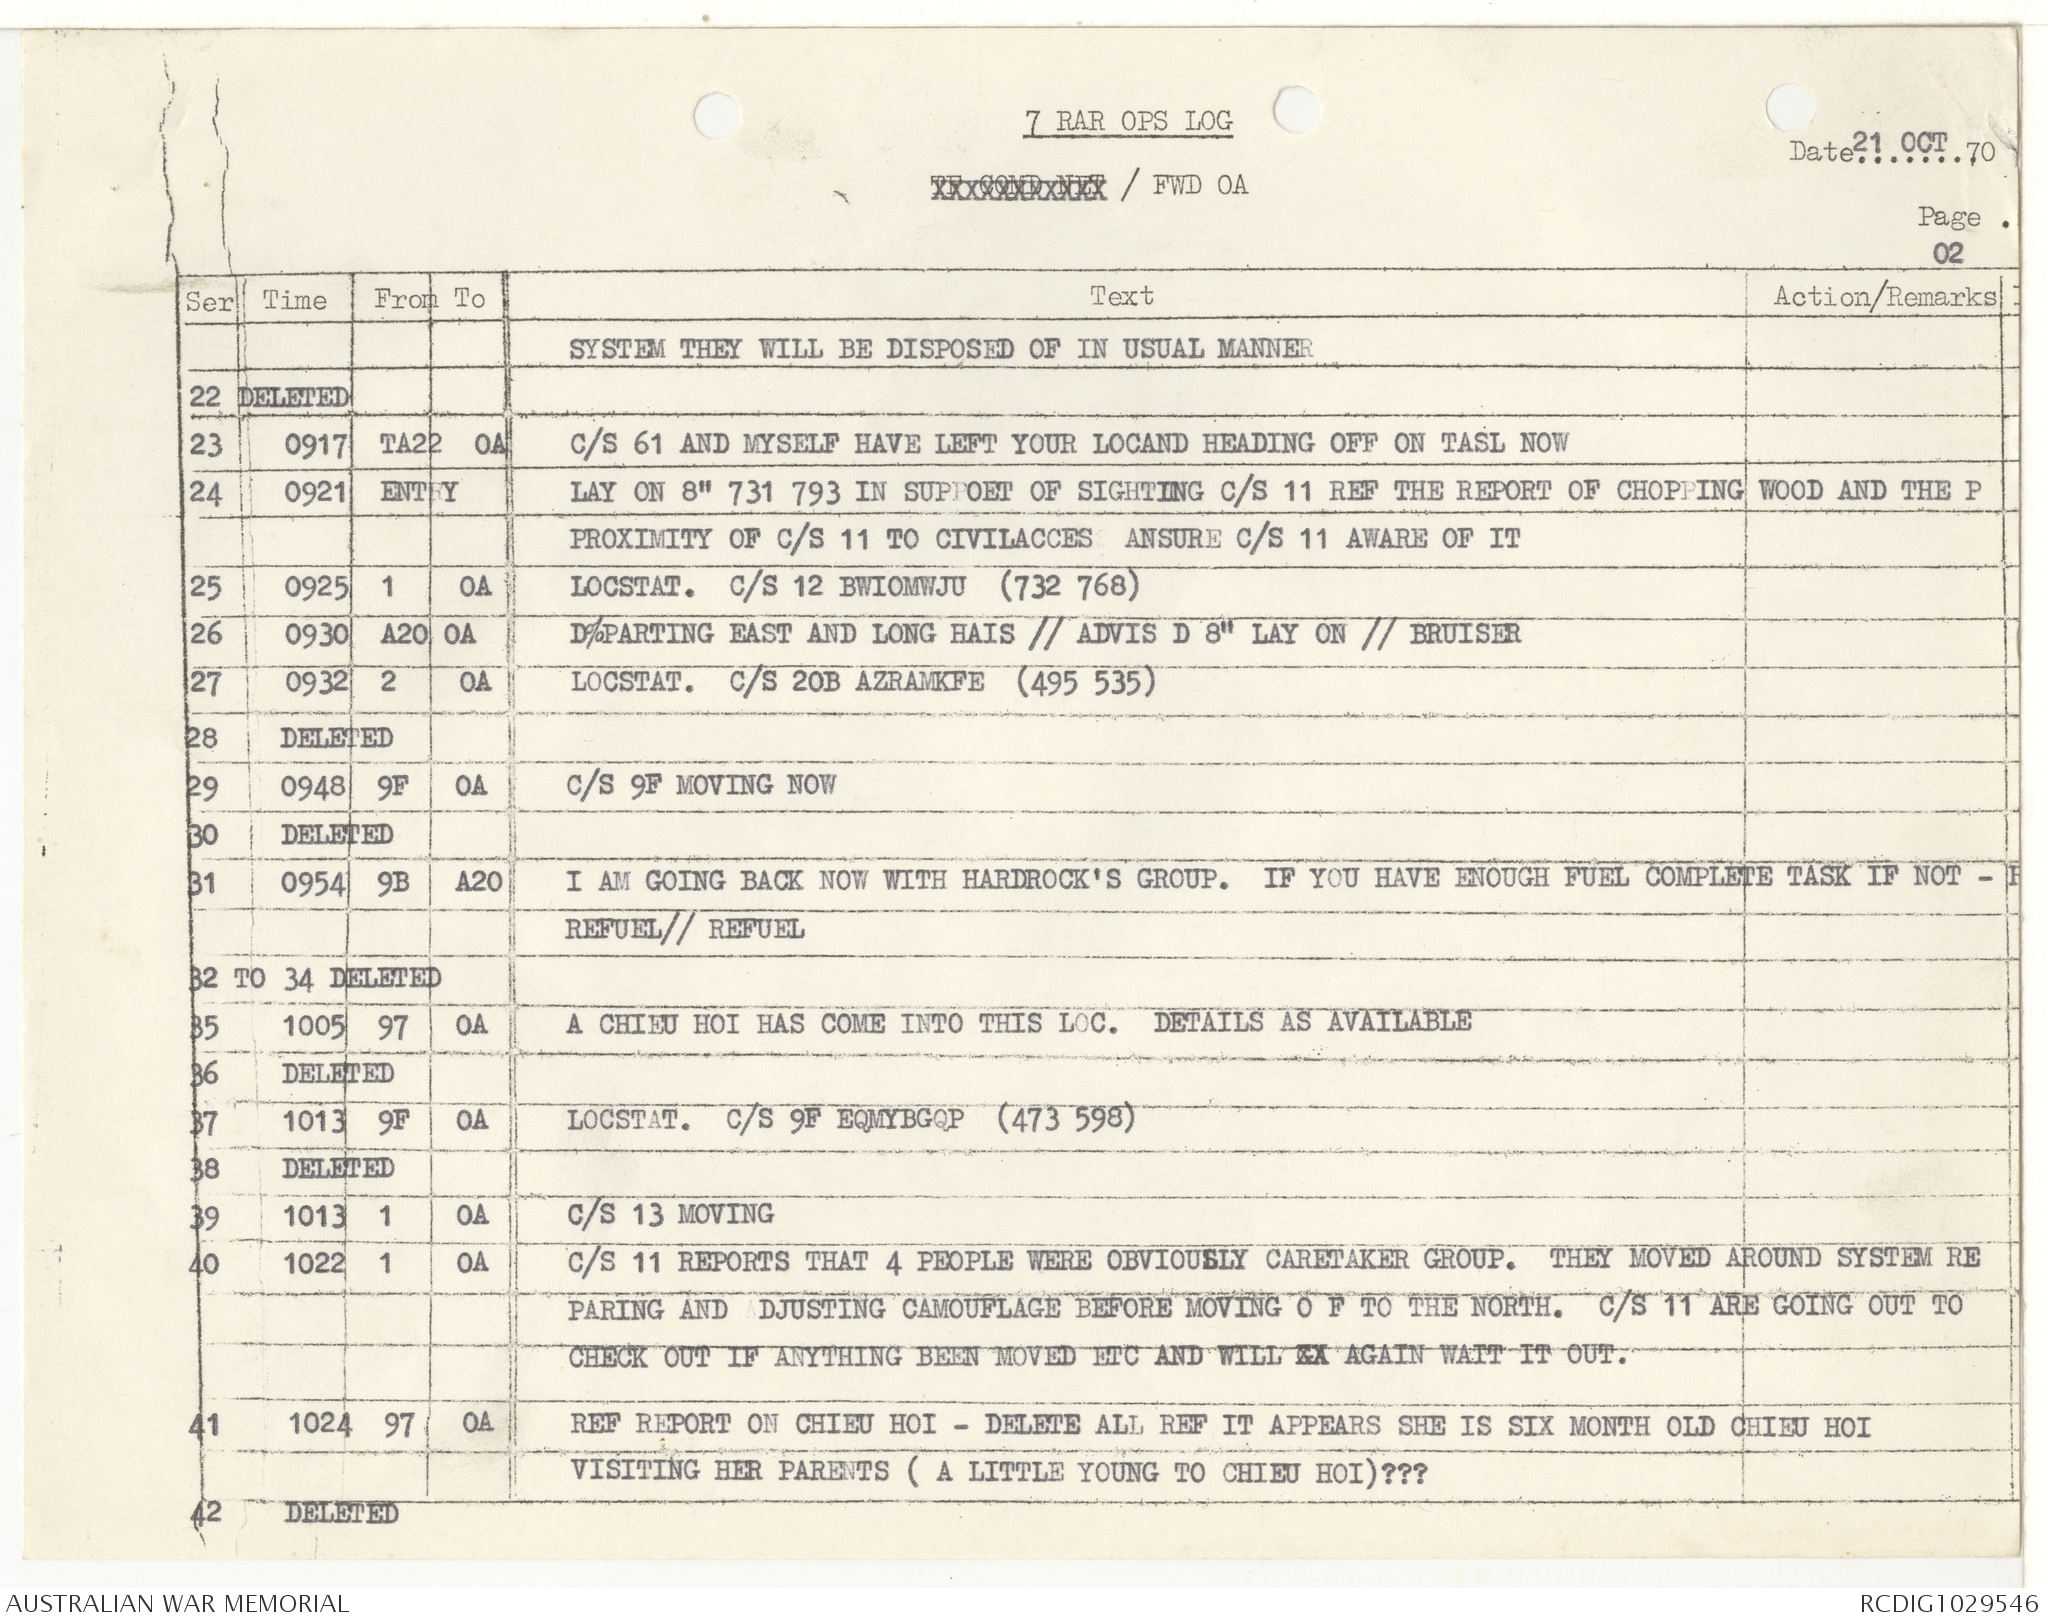 7 RAR OPS LOG
Date 21 OCT.70
TF COMD NET / FWD OA
Page .
02
Ser Time From To Text Action/Remarks
SYSTEM THEY WILL BE DISPOSED OF IN USUAL MANNER
22 DELETED
23 0917 TA22 OA C/S 61 AND MYSELF HAVE LEFT YOUR LOCAND HEADING OFF ON TASL NOW
24 0921 ENTRY LAY ON 8" 731 793 IN SUPPOET OF SIGHTING C/S 11 REF THE REPORT OF CHOPPING WOOD AND THE P
PROXIMITY OF C/S 11 TO CIVILACCES ANSURE C/S 11 AWARE OF IT
25 0925 1 OA LOCSTAT. C/S 12 BWIOMWJU (732 768)
26 0930 A20 OA D%PARTING EAST AND LONG HAIS // ADVIS D 8" LAY ON // BRUISER
27 0932 2 OA LOCSTAT. C/S 20B AZRAMKFE (495 535)
28 DELETED
29 0948 9F OA C/S 9F MOVING NOW
30 DELETED
31 0954 9B A20 I AM GOING BACK NOW WITH HARDROCK'S GROUP. IF YOU HAVE ENOUGH FUEL COMPLETE TASK IF NOT - R
REFUEL// REFUEL
32 TO 34 DELETED
35 1005 97 OA A CHIEU HOI HAS COME INTO THIS LOC. DETAILS AS AVAILABLE
36 DELETED
37 1013 9F OA LOCSTAT. C/S 9F EQMYBGQP (473 598)
38 DELETED
39 1013 1 OA C/S 13 MOVING
40 1022 1 OA C/S 11 REPORTS THAT 4 PEOPLE WERE OBVIOUSLY CARETAKER GROUP. THEY MOVED AROUND SYSTEM RE
PARING AND ADJUSTING CAMOUFLAGE BEFORE MOVING O F TO THE NORTH. C/S 11 ARE GOING OUT TO
CHECK OUT IF ANYTHING BEEN MOVED ETC AND WILL XX AGAIN WAIT IT OUT.
41 1024 97 OA REF REPORT ON CHIEU HOI - DELETE ALL REF IT APPEARS SHE IS SIX MONTH OLD CHIEU HOI
VISITING HER PARENTS ( A LITTLE YOUNG TO CHIEU HOI)???
42 DELETED
AUSTRALIAN WAR MEMORIAL RCDIG1029546